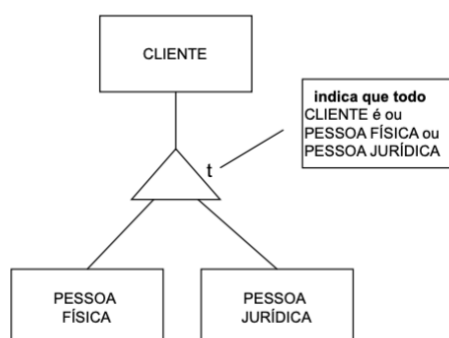 CLIENTE
t
indica que todo
CLIENTE é ou
PESSOA FÍSICA ou
PESSOA JURÍDICA
PESSOA
FÍSICA
PESSOA
JURÍDICA